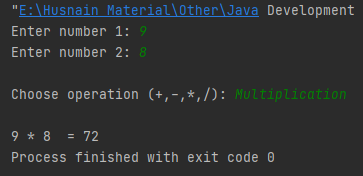 "E:\Husnain Material\Other\Java Development
Enter number 1: 9
Enter number 2: 8
Choose operation (+,-,*,/): Multiplication
9 * 8  = 72
Process finished with exit code 0